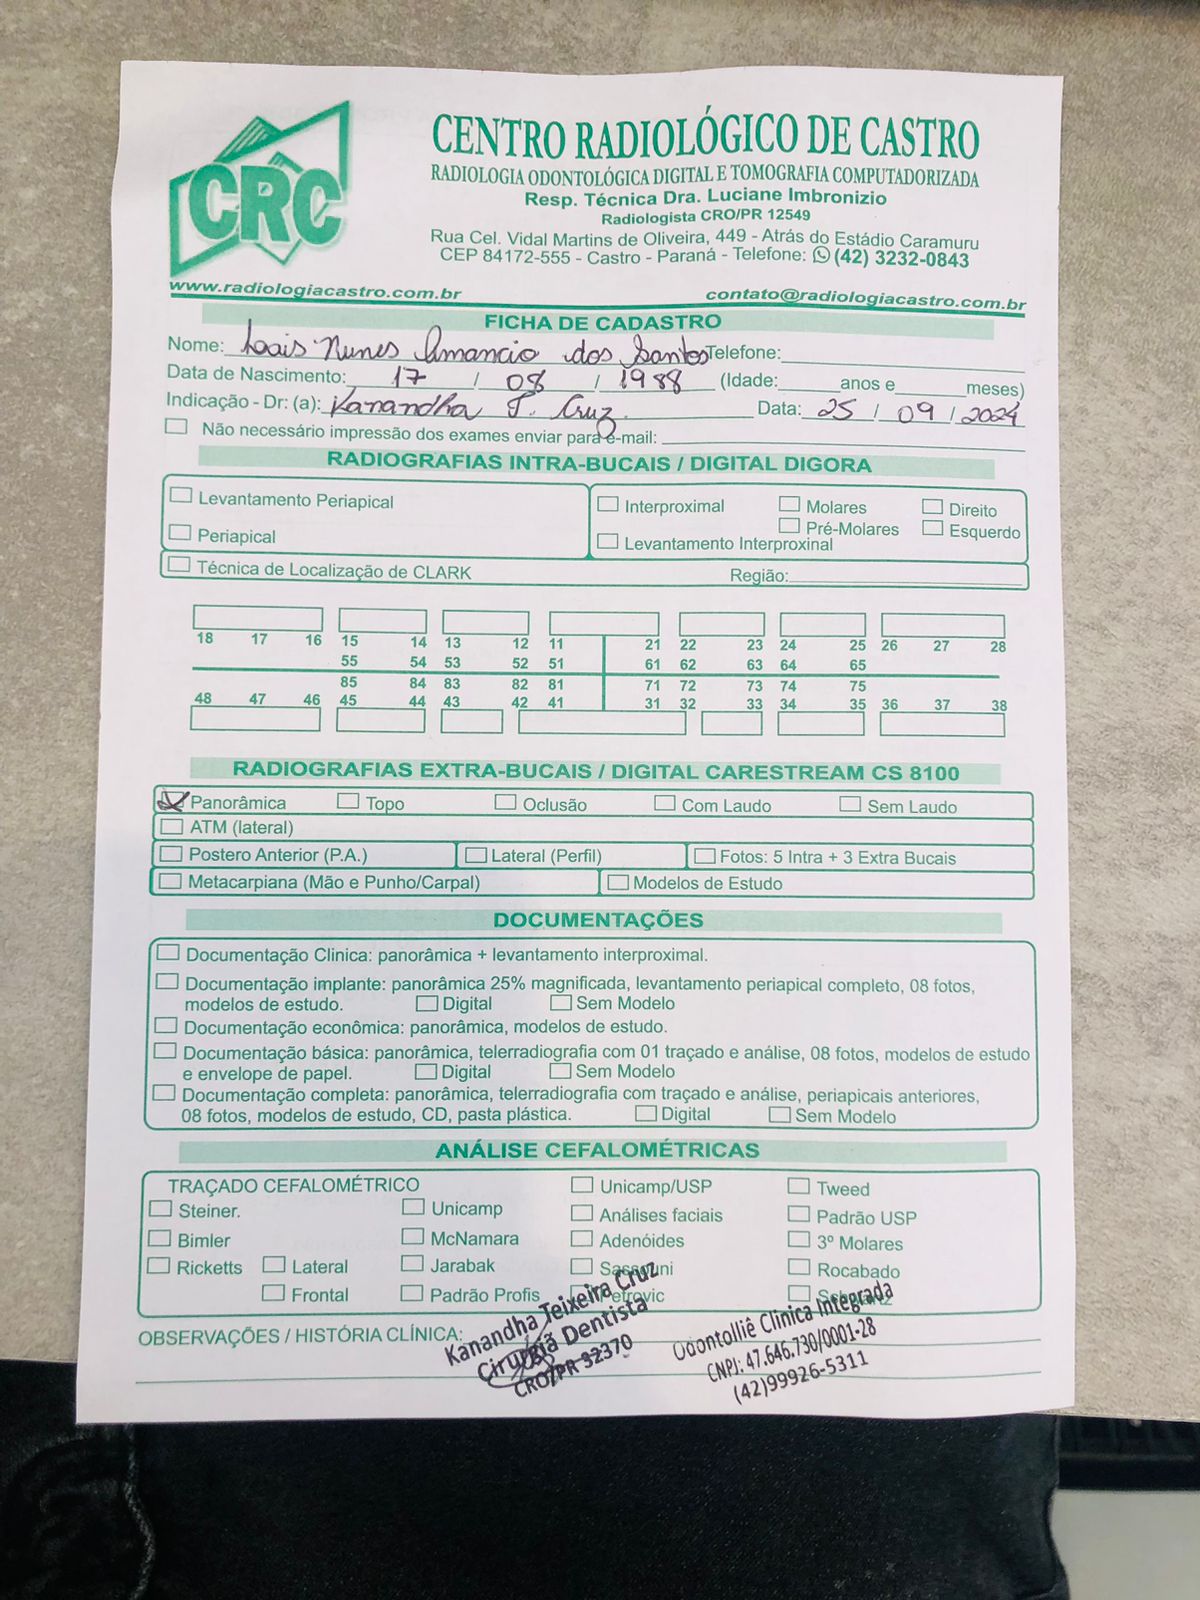 CRC
CENTRO RADIOLÓGICO DE CASTRO
RADIOLOGIA ODONTOLÓGICA DIGITAL E TOMOGRAFIA COMPUTADORIZADA
Resp. Técnica Dra. Luciane Imbronizio
Radiologista CRO/PR 12549
Rua Cel. Vidal Martins de Oliveira, 449 - Atrás do Estádio Caramuru
CEP 84172-555 - Castro - Paraná - Telefone: (42) 3232-0843
www.radiologiacastro.com.br contato@radiologiacastro.com.br
FICHA DE CADASTRO
Nome: Lais Nunes Amancio dos Santos Telefone:
Data de Nascimento: 17 / 08 / 1988 (Idade: anos e meses)
Indicação - Dr: (a): Kanandha T. Cruz Data: 25 / 09 / 2024
Não necessário impressão dos exames enviar para e-mail:
RADIOGRAFIAS INTRA-BUCAIS / DIGITAL DIGORA
Levantamento Periapical Interproximal Molares Direito
Periapical Pré-Molares Esquerdo
Levantamento Interproxinal
Técnica de Localização de CLARK Região:
18 17 16 15 14 13 12 11 21 22 23 24 25 26 27 28
55 54 53 52 51 61 62 63 64 65
85 84 83 82 81 71 72 73 74 75
48 47 46 45 44 43 42 41 31 32 33 34 35 36 37 38
RADIOGRAFIAS EXTRA-BUCAIS / DIGITAL CARESTREAM CS 8100
X Panorâmica Topo Oclusão Com Laudo Sem Laudo
ATM (lateral)
Postero Anterior (P.A.) Lateral (Perfil) Fotos: 5 Intra + 3 Extra Bucais
Metacarpiana (Mão e Punho/Carpal) Modelos de Estudo
DOCUMENTAÇÕES
Documentação Clinica: panorâmica + levantamento interproximal.
Documentação implante: panorâmica 25% magnificada, levantamento periapical completo, 08 fotos,
modelos de estudo. Digital Sem Modelo
Documentação econômica: panorâmica, modelos de estudo.
Documentação básica: panorâmica, telerradiografia com 01 traçado e análise, 08 fotos, modelos de estudo
e envelope de papel. Digital Sem Modelo
Documentação completa: panorâmica, telerradiografia com traçado e análise, periapicais anteriores,
08 fotos, modelos de estudo, CD, pasta plástica. Digital Sem Modelo
ANÁLISE CEFALOMÉTRICAS
TRAÇADO CEFALOMÉTRICO Unicamp/USP Tweed
Steiner. Unicamp Análises faciais Padrão USP
Bimler McNamara Adenóides 3º Molares
Ricketts Lateral Jarabak Sassouni Rocabado
Frontal Padrão Profis Petrovic
OBSERVAÇÕES / HISTÓRIA CLÍNICA:
Kanandha Teixeira Cruz
Cirurgiã Dentista
CRO/PR 32370
Odontolliê Clinica Integrada
CNPJ: 47.646.730/0001-28
(42)99926-5311